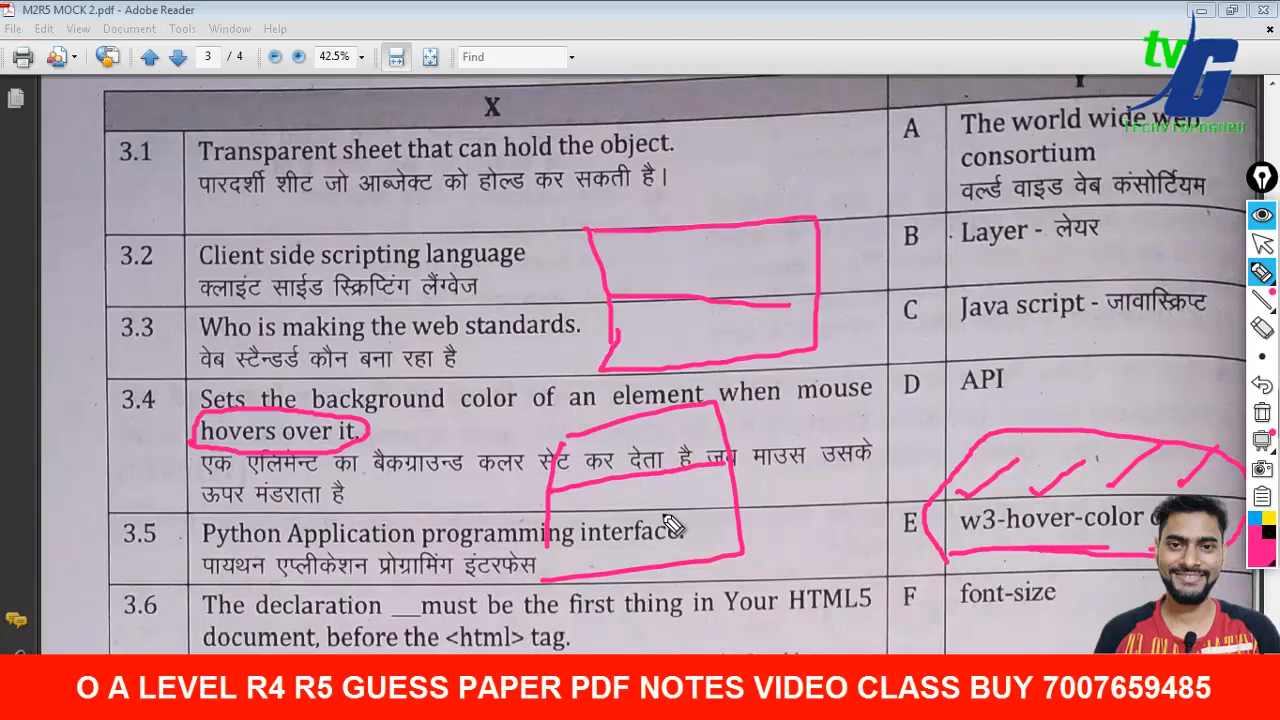 M2R5 MOCK 2.pdf - Adobe Reader
File Edit View Document Tools Window Help
3 / 4 42.5% Find
tv G
X Y
3.1 Transparent sheet that can hold the object.
पारदर्शी शीट जो आब्जेक्ट को होल्ड कर सकती है।
A The world wide web
consortium
वर्ल्ड वाइड वेब कंसोर्टियम
3.2 Client side scripting language
क्लाइंट साईड स्क्रिप्टिंग लैंग्वेज
B Layer - लेयर
3.3 Who is making the web standards.
वेब स्टैन्डर्ड कौन बना रहा है
C Java script - जावास्क्रिप्ट
3.4 Sets the background color of an element when mouse
hovers over it.
एक एलिमेन्ट का बैकग्राउन्ड कलर सेट कर देता है जब माउस उसके
ऊपर मंडराता है
D API
3.5 Python Application programming interface.
पायथन एप्लीकेशन प्रोग्रामिंग इंटरफेस
E w3-hover-color
3.6 The declaration __must be the first thing in Your HTML5
document, before the <html> tag.
F font-size
O A LEVEL R4 R5 GUESS PAPER PDF NOTES VIDEO CLASS BUY 7007659485